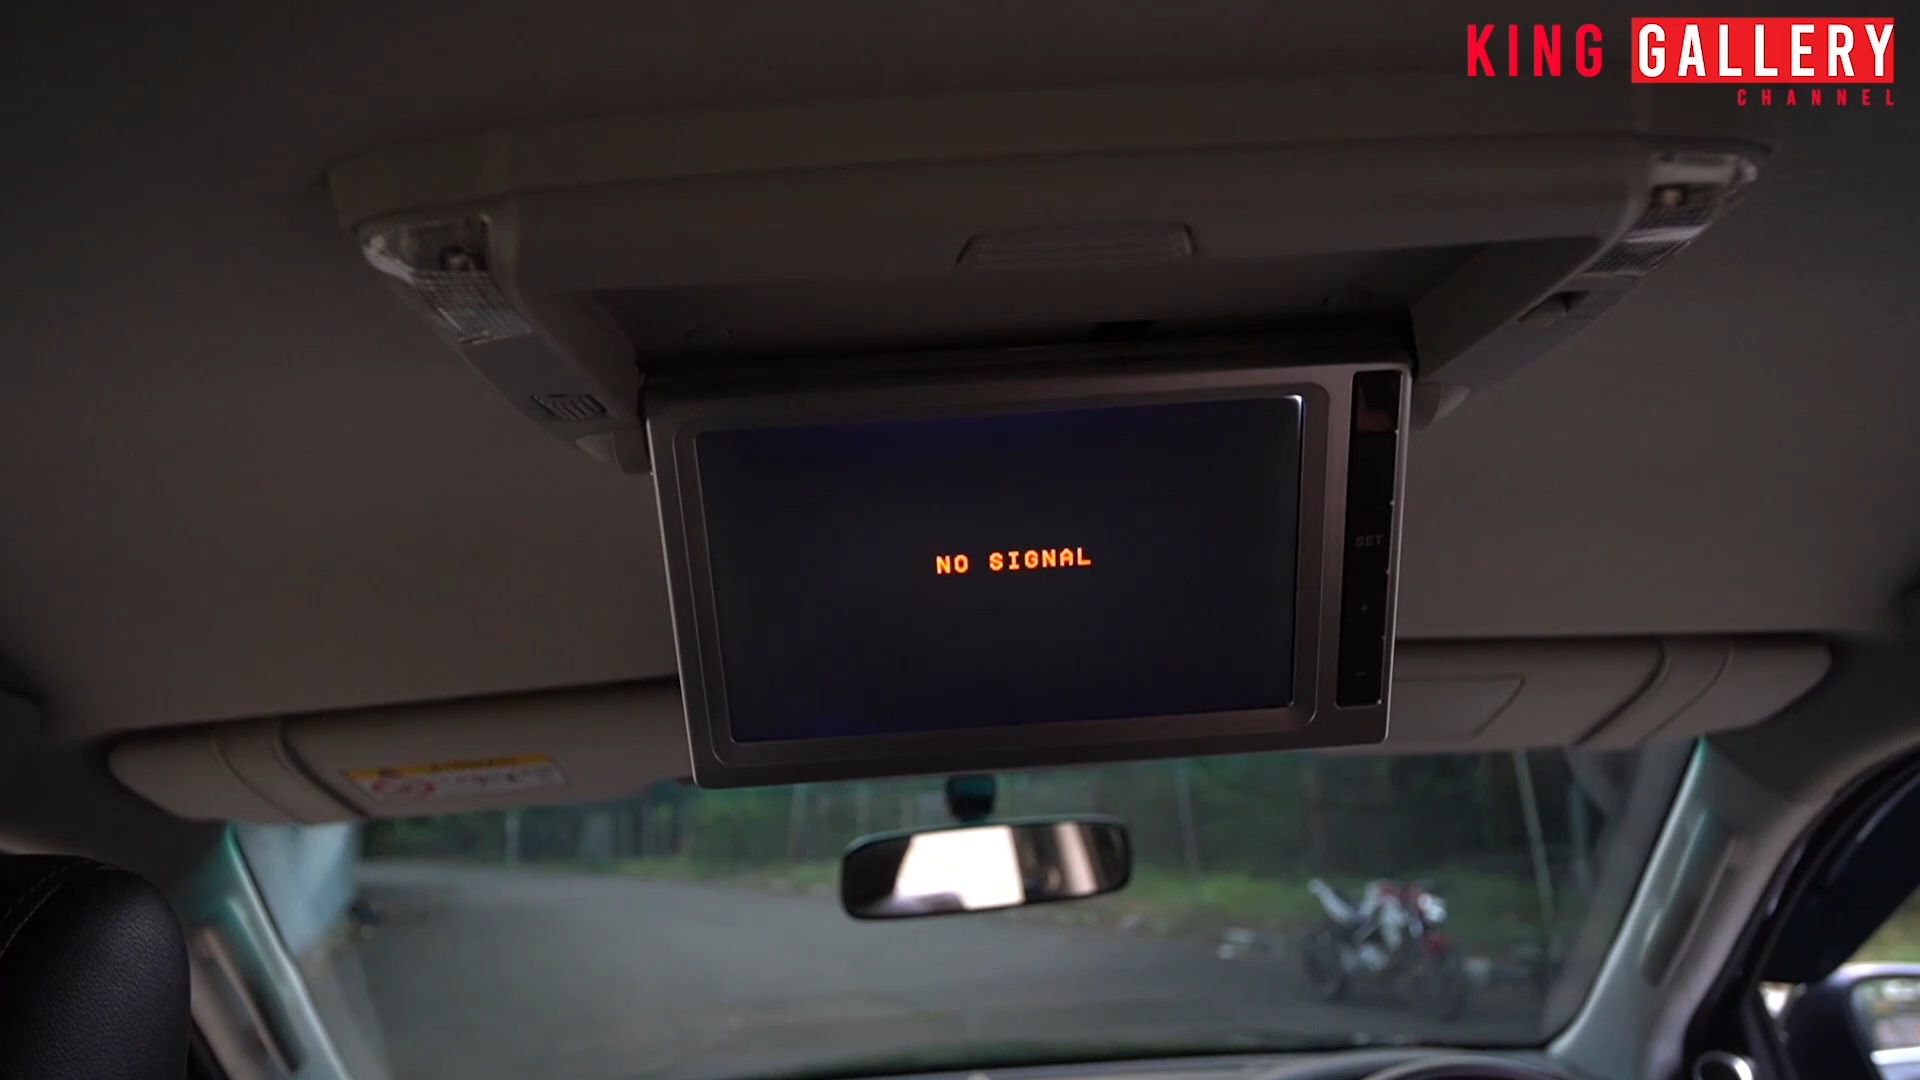 KING GALLERY
CHANNEL
NO SIGNAL
SET
+
-